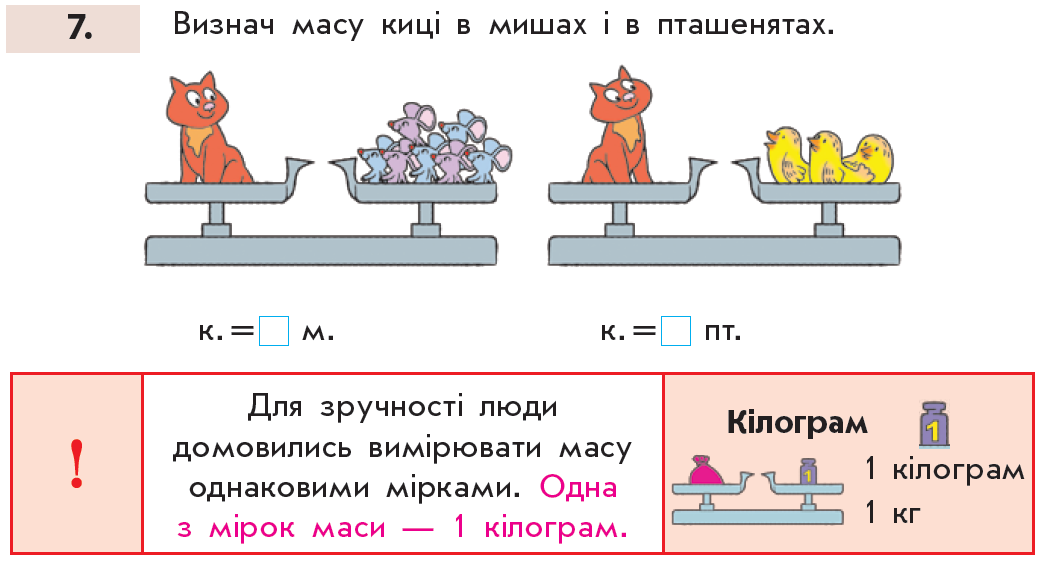 7.
Визнач масу киці в мишах і в пташенятах.
к. = м.
к. = пт.
!
Для зручності люди
домовились вимірювати масу
однаковими мірками. Одна
з мірок маси — 1 кілограм.
Кілограм
1
1
1 кілограм
1 кг